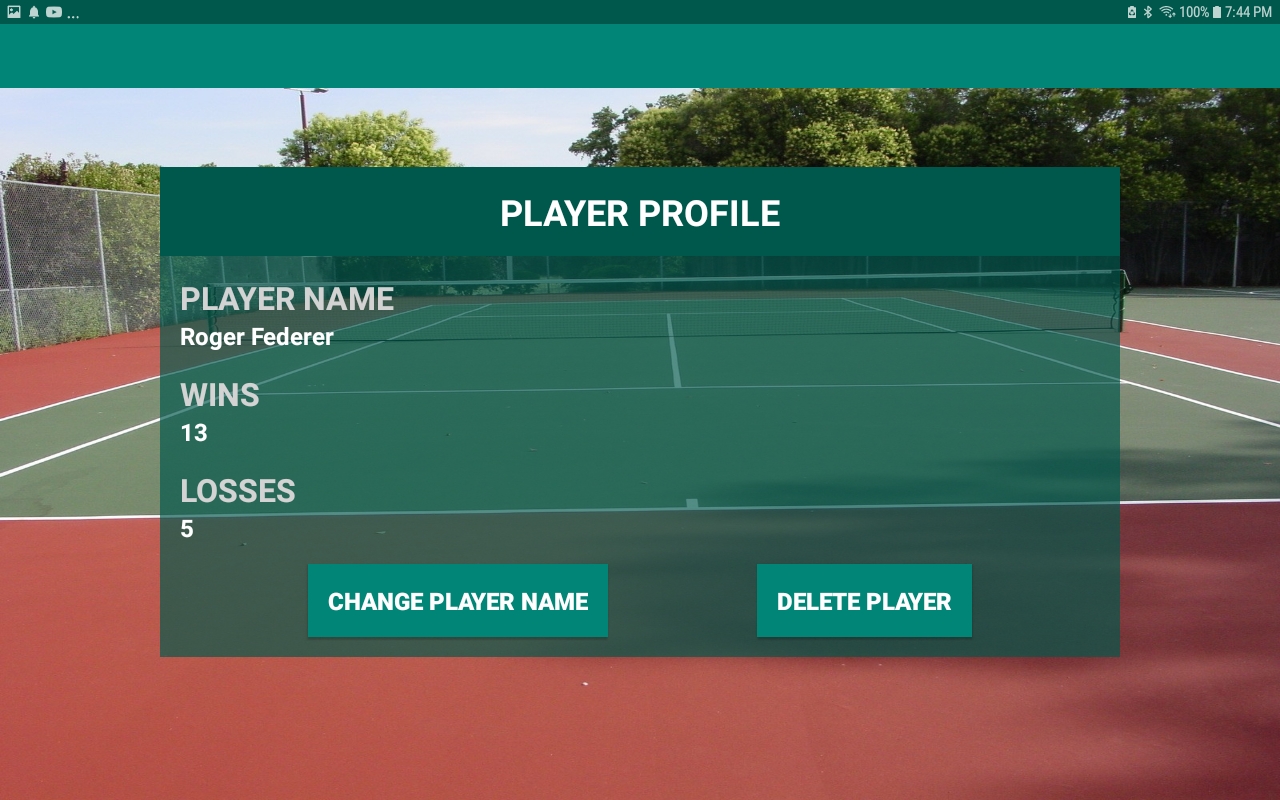 ... 100% 7:44 PM
PLAYER PROFILE
PLAYER NAME
Roger Federer
WINS
13
LOSSES
5
CHANGE PLAYER NAME DELETE PLAYER